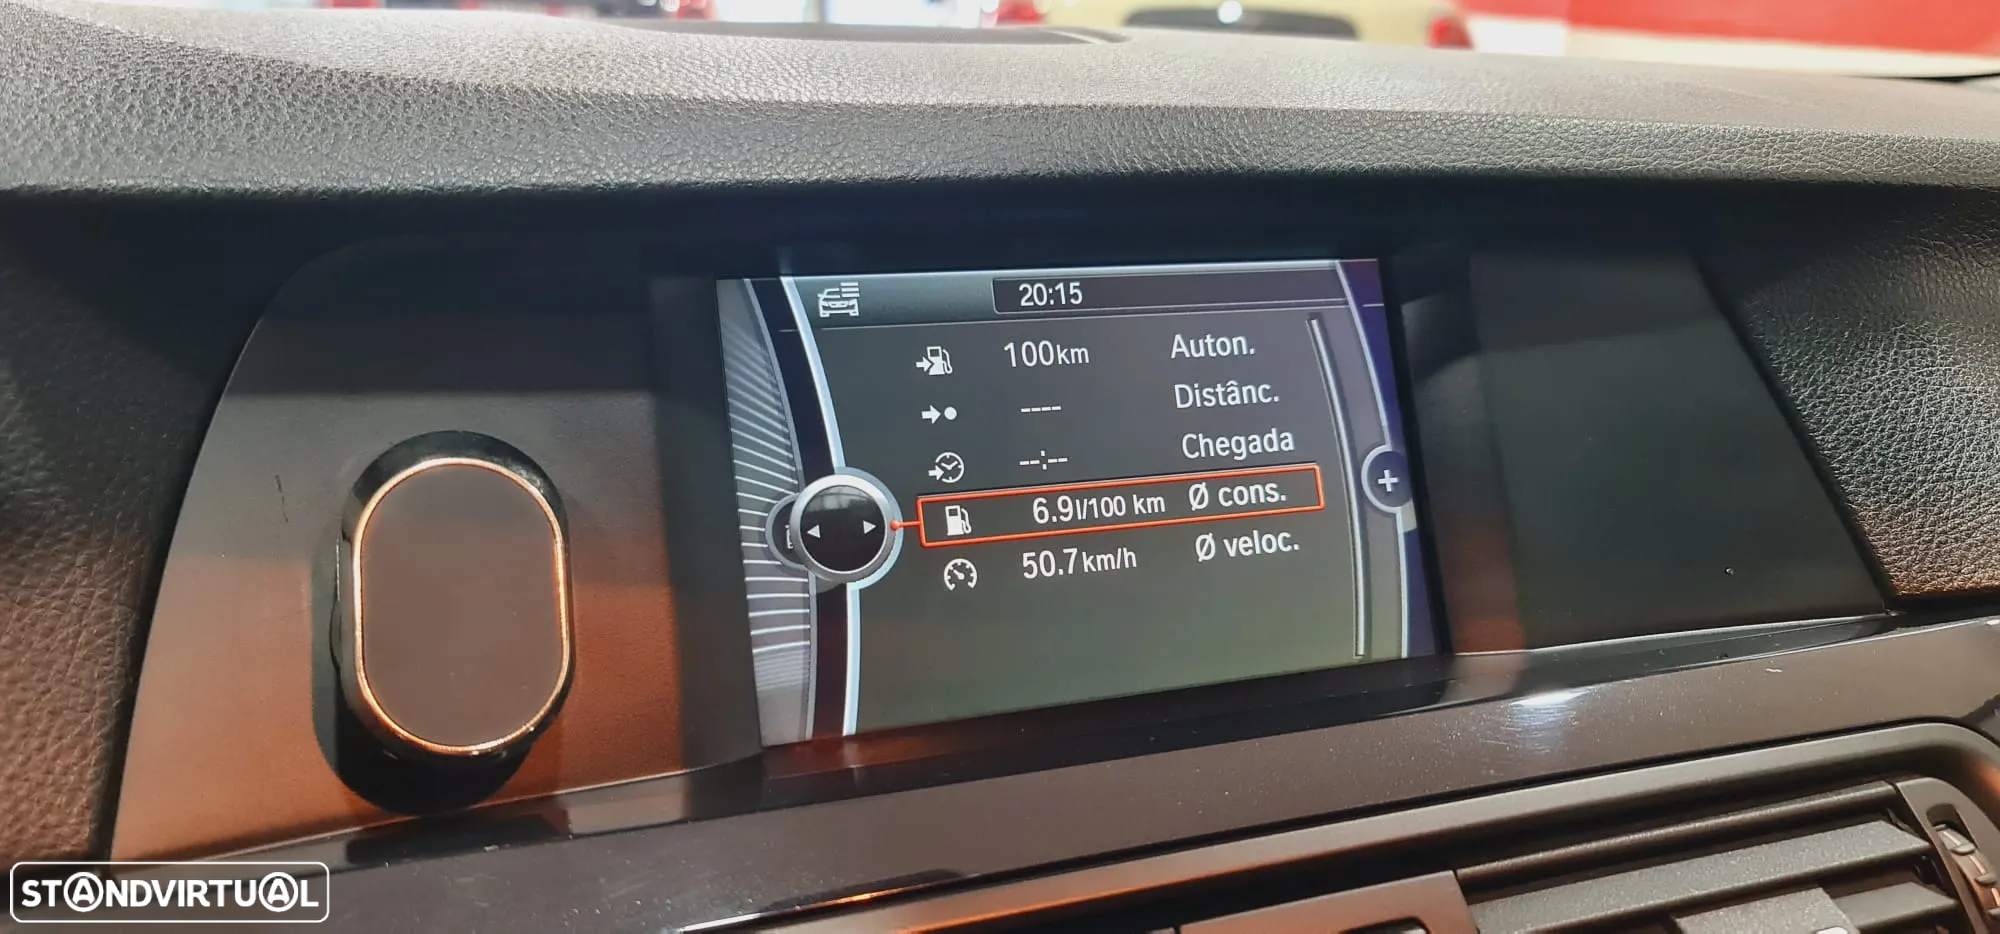 20:15
100km Auton.
---- Distânc.
--:-- Chegada
6.9l/100 km Ø cons.
50.7km/h Ø veloc.
STANDVIRTUAL